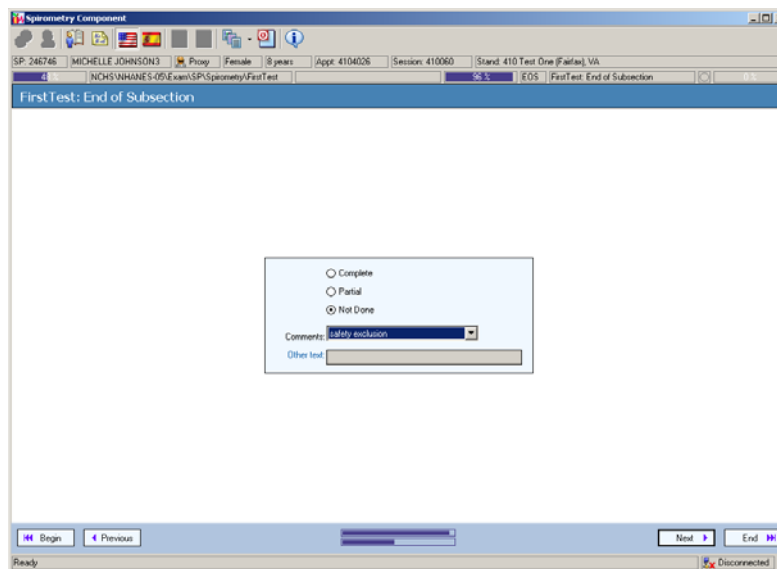 Spirometry Component
SP: 246746 MICHELLE JOHNSON3 Proxy Female 8 years Appt: 4104026 Session: 410060 Stand: 410 Test One (Fairfax), VA
NCHS\NHANES-05\Exam\SP\Spirometry\FirstTest 96 % EOS FirstTest: End of Subsection 0 %
FirstTest: End of Subsection
Complete
Partial
Not Done
Comments: safety exclusion
Other text:
Begin Previous Next End
Ready Disconnected